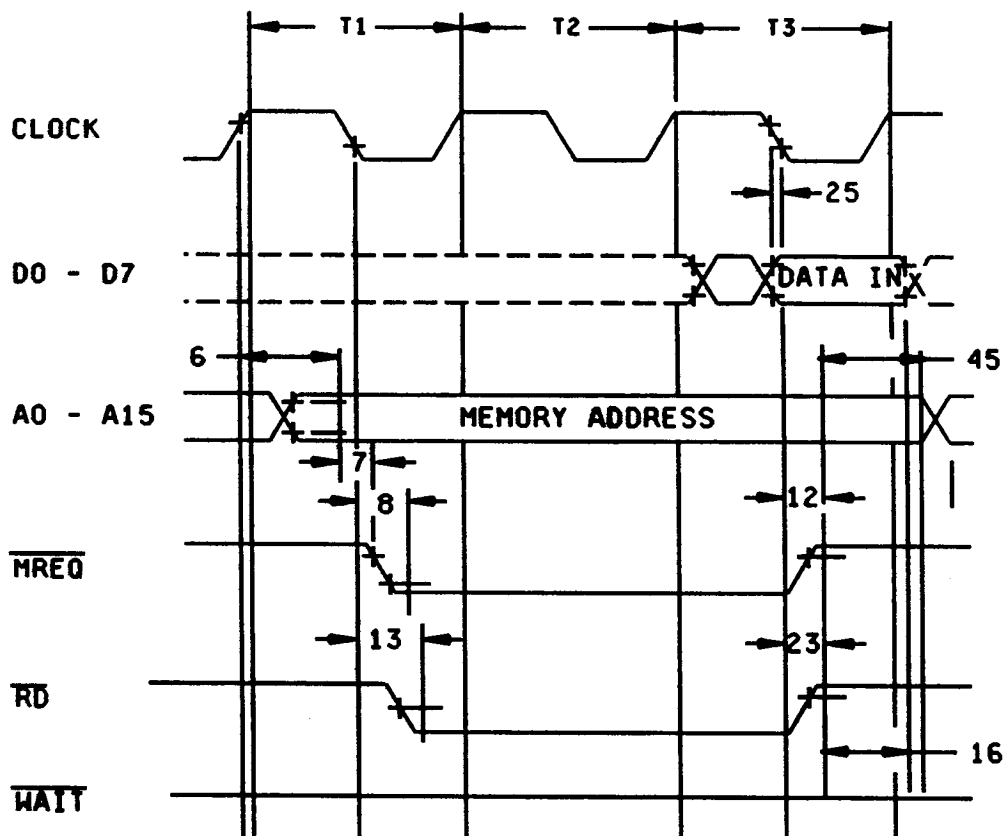 T1 T2 T3
CLOCK
25
D0 - D7 DATA IN
6 45
A0 - A15 MEMORY ADDRESS
7
8 12
MREQ
13 23
RD
16
WAIT